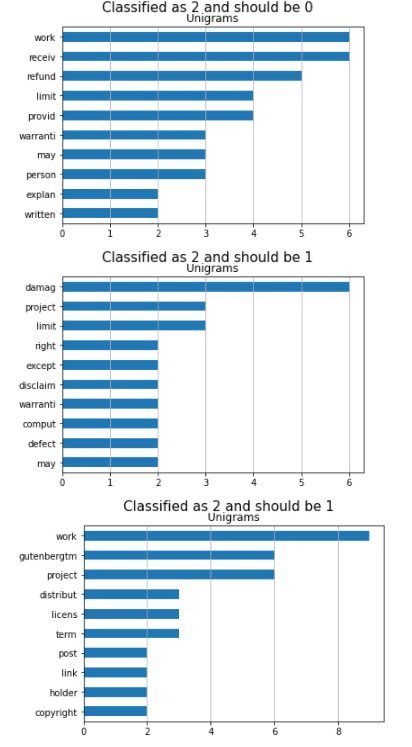 Classified as 2 and should be 0
Unigrams
work
receiv
refund
limit
provid
warranti
may
person
explan
written
0 1 2 3 4 5 6
Classified as 2 and should be 1
Unigrams
damag
project
limit
right
except
disclaim
warranti
comput
defect
may
0 1 2 3 4 5 6
Classified as 2 and should be 1
Unigrams
work
gutenbergtm
project
distribut
licens
term
post
link
holder
copyright
0 2 4 6 8